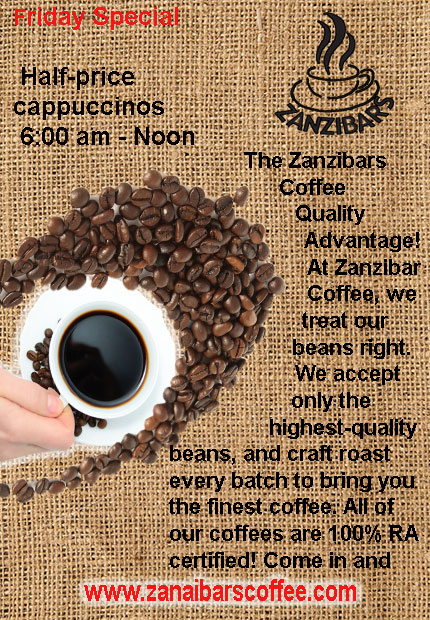 Friday Special
Half-price
cappuccinos
6:00 am - Noon
ZANZIBARS
The Zanzibars
Coffee
Quality
Advantage!
At Zanzibar
Coffee, we
treat our
beans right.
We accept
only the
highest-quality
beans, and craft roast
every batch to bring you
the finest coffee. All of
our coffees are 100% RA
certified! Come in and
www.zanaibarscoffee.com